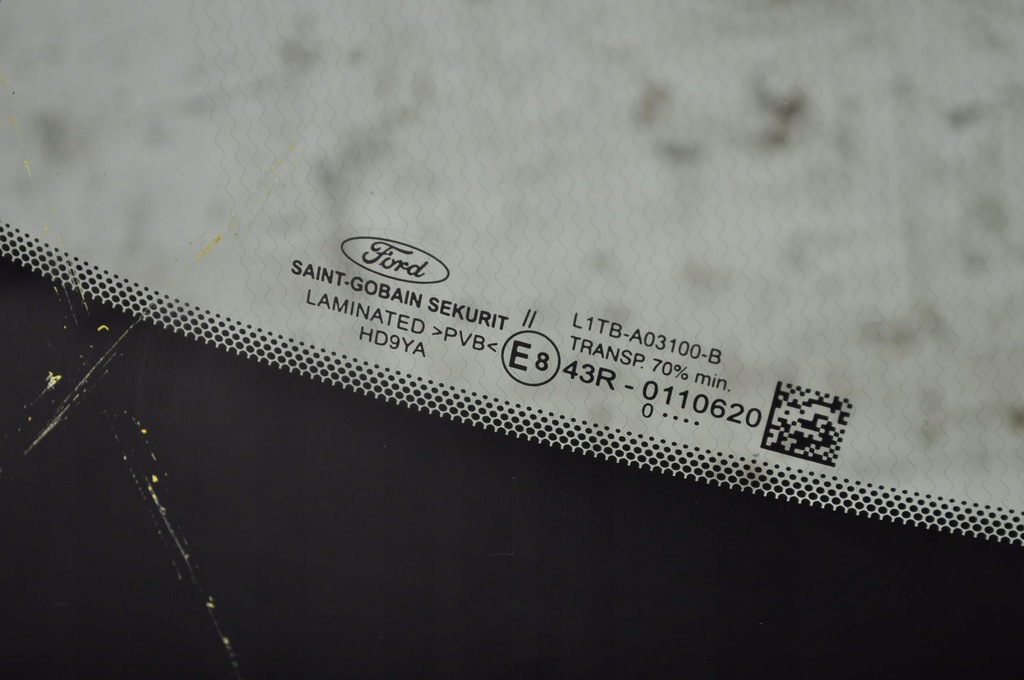 Ford
SAINT-GOBAIN SEKURIT //
LAMINATED >PVB<
HD9YA
E8
L1TB-A03100-B
TRANSP. 70% min.
43R - 0110620
0 ....